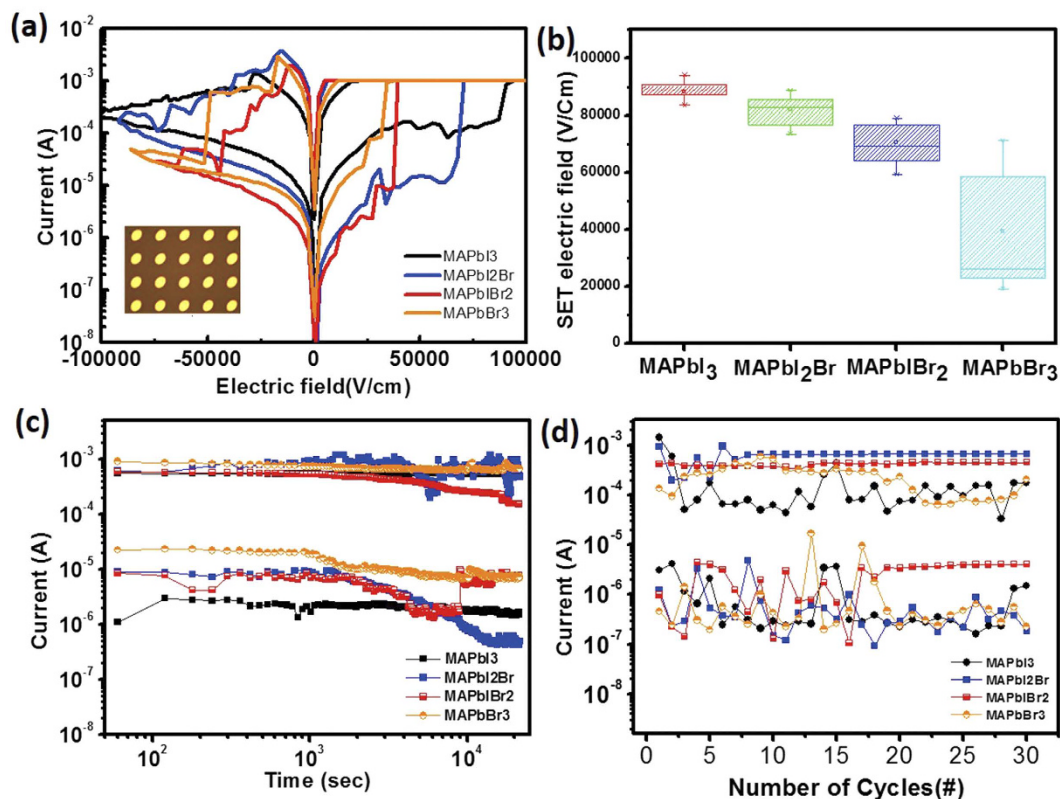 (a)
10⁻²
10⁻³
10⁻⁴
10⁻⁵
10⁻⁶
10⁻⁷
10⁻⁸
Current (A)
-100000 -50000 0 50000 100000
Electric field(V/cm)
MAPbI3
MAPbI2Br
MAPbIBr2
MAPbBr3
(b)
100000
80000
60000
40000
20000
0
SET electric field (V/Cm)
MAPbI₃ MAPbI₂Br MAPbIBr₂ MAPbBr₃
(c)
10⁻²
10⁻³
10⁻⁴
10⁻⁵
10⁻⁶
10⁻⁷
10⁻⁸
Current (A)
10² 10³ 10⁴
Time (sec)
MAPbI3
MAPbI2Br
MAPbIBr2
MAPbBr3
(d)
10⁻³
10⁻⁴
10⁻⁵
10⁻⁶
10⁻⁷
10⁻⁸
Current (A)
0 5 10 15 20 25 30
Number of Cycles(#)
MAPbI3
MAPbI2Br
MAPbIBr2
MAPbBr3